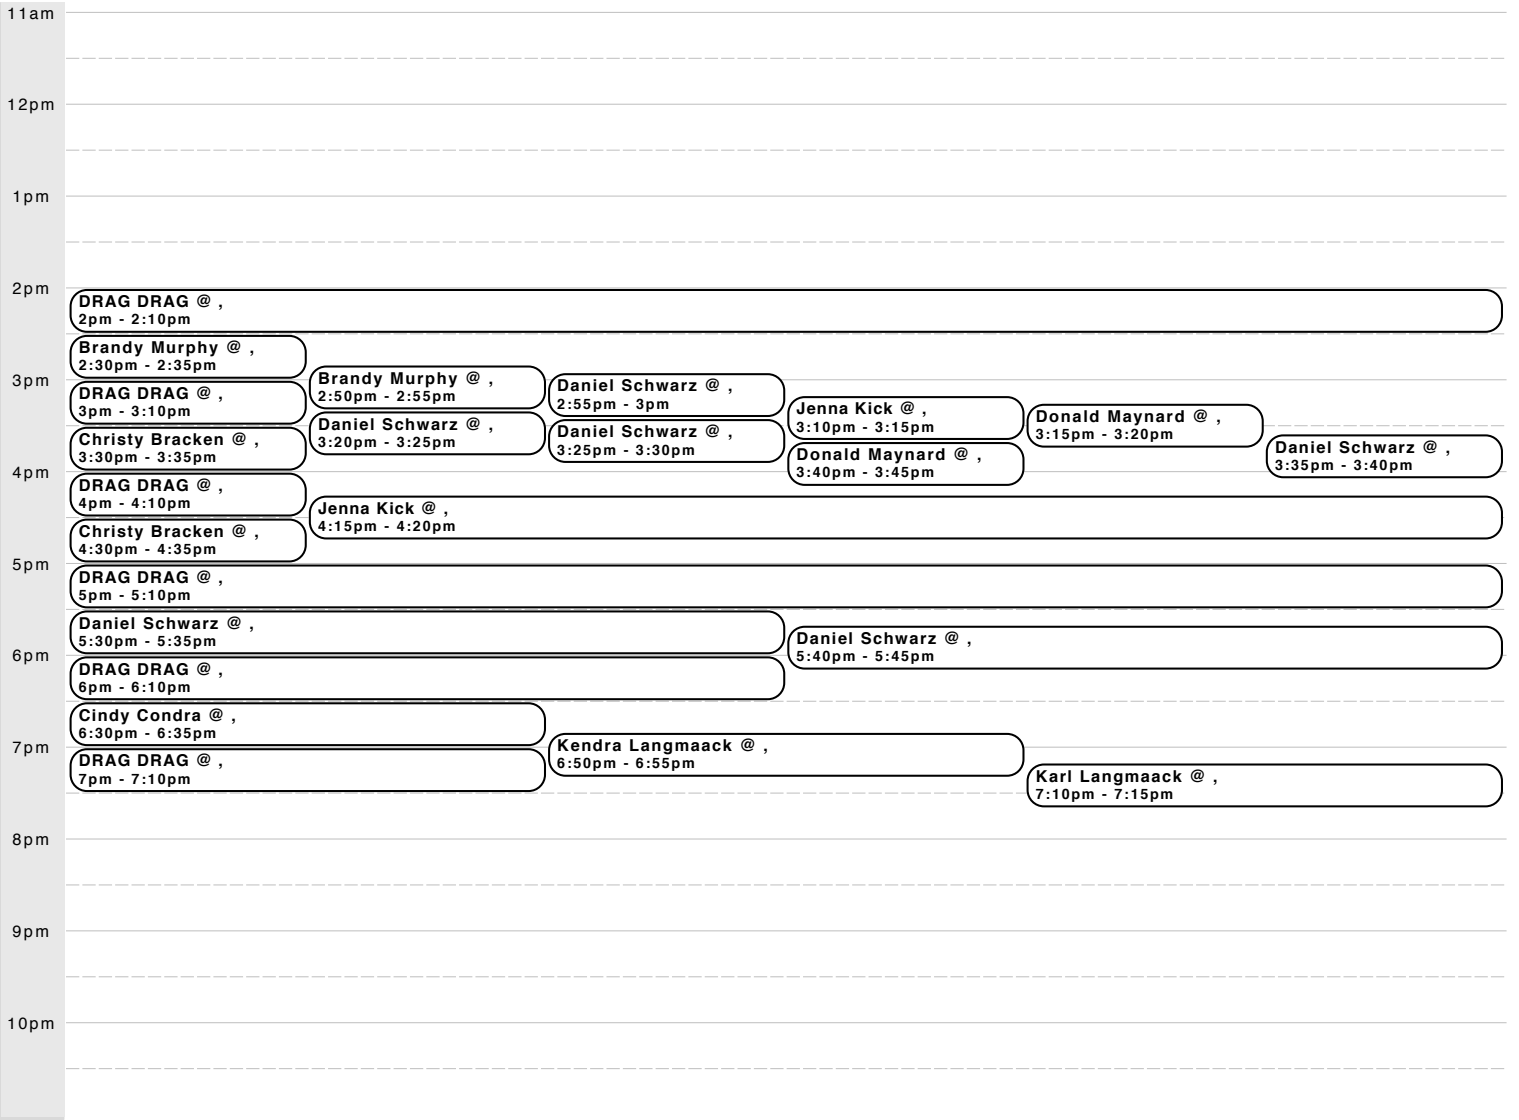 11am
12pm
1pm
2pm
DRAG DRAG @ ,
2pm - 2:10pm
Brandy Murphy @ ,
2:30pm - 2:35pm
3pm
Brandy Murphy @ ,
2:50pm - 2:55pm
Daniel Schwarz @ ,
2:55pm - 3pm
DRAG DRAG @ ,
3pm - 3:10pm
Jenna Kick @ ,
3:10pm - 3:15pm
Donald Maynard @ ,
3:15pm - 3:20pm
Daniel Schwarz @ ,
3:20pm - 3:25pm
Daniel Schwarz @ ,
3:25pm - 3:30pm
Christy Bracken @ ,
3:30pm - 3:35pm
Daniel Schwarz @ ,
3:35pm - 3:40pm
Donald Maynard @ ,
3:40pm - 3:45pm
4pm
DRAG DRAG @ ,
4pm - 4:10pm
Jenna Kick @ ,
4:15pm - 4:20pm
Christy Bracken @ ,
4:30pm - 4:35pm
5pm
DRAG DRAG @ ,
5pm - 5:10pm
Daniel Schwarz @ ,
5:30pm - 5:35pm
Daniel Schwarz @ ,
5:40pm - 5:45pm
6pm
DRAG DRAG @ ,
6pm - 6:10pm
Cindy Condra @ ,
6:30pm - 6:35pm
7pm
Kendra Langmaack @ ,
6:50pm - 6:55pm
DRAG DRAG @ ,
7pm - 7:10pm
Karl Langmaack @ ,
7:10pm - 7:15pm
8pm
9pm
10pm